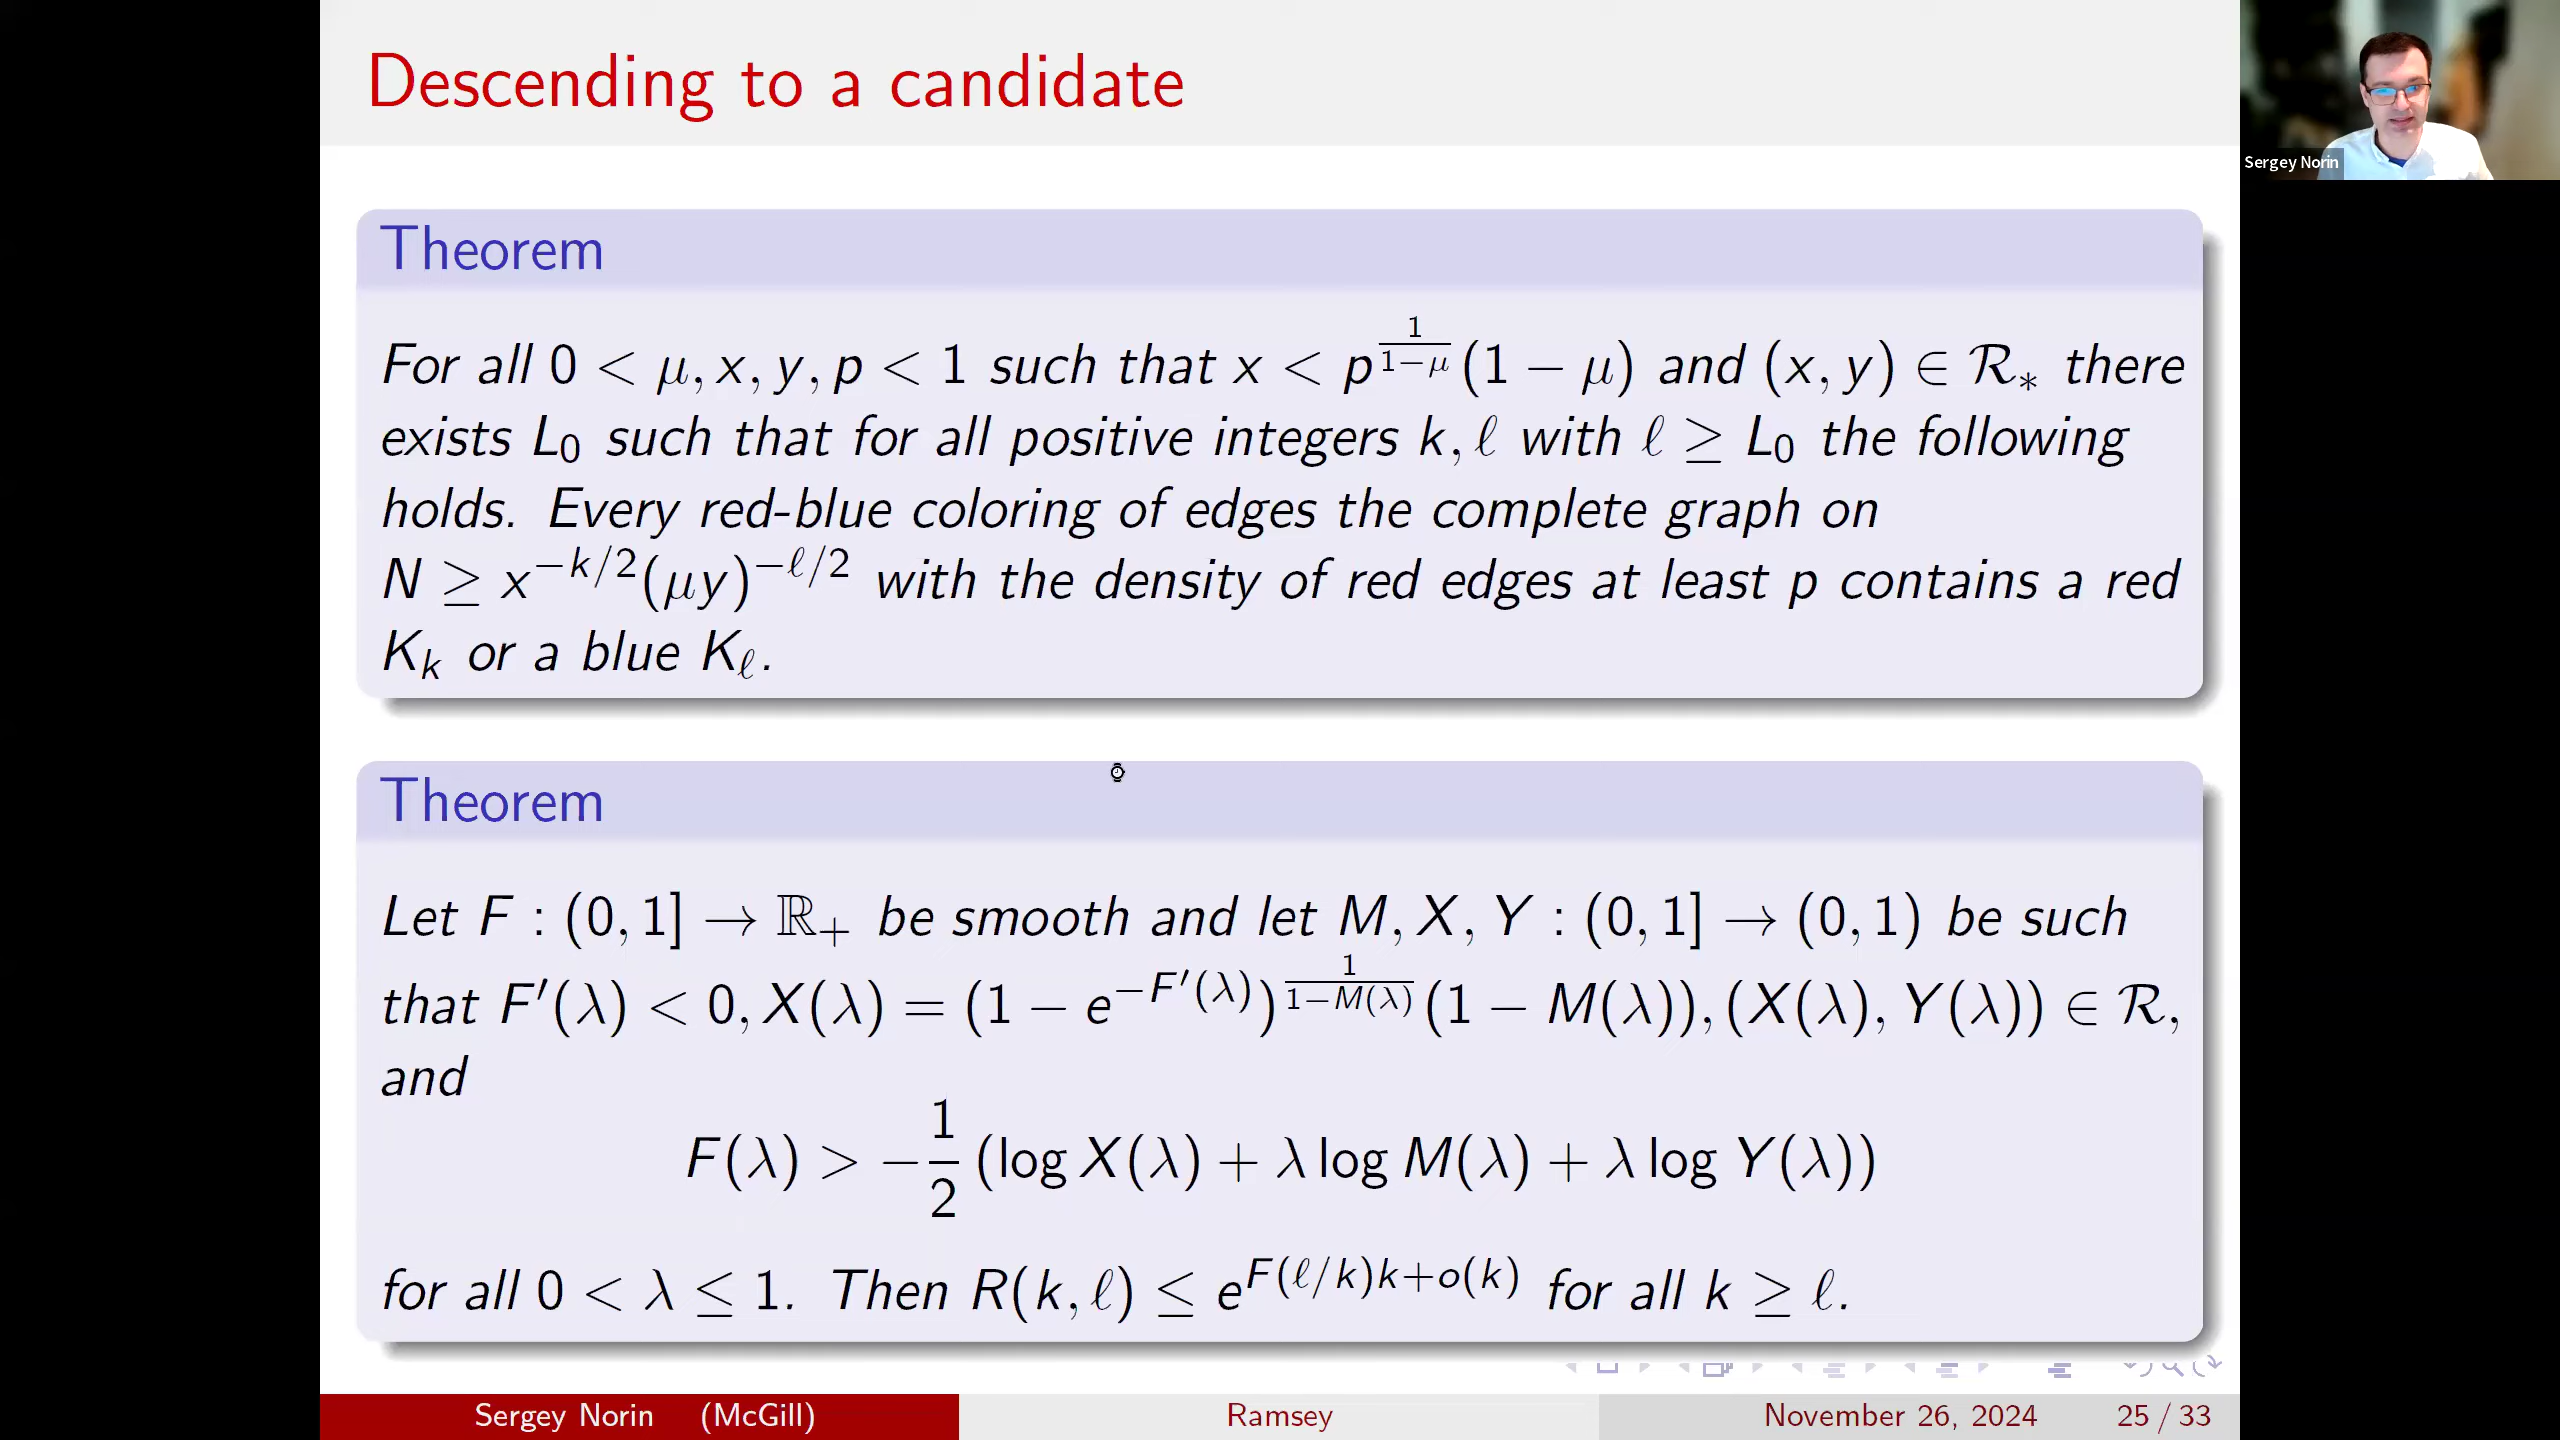 Descending to a candidate
Sergey Norin
Theorem
For all 0 < μ, x, y, p < 1 such that x < p^{\frac{1}{1−μ}}(1 − μ) and (x, y) ∈ ℛ_* there
exists L_0 such that for all positive integers k, ℓ with ℓ ≥ L_0 the following
holds. Every red-blue coloring of edges the complete graph on
N ≥ x^{−k/2}(μy)^{−ℓ/2} with the density of red edges at least p contains a red
K_k or a blue K_ℓ.
Theorem
Let F : (0, 1] → ℝ_+ be smooth and let M, X, Y : (0, 1] → (0, 1) be such
that F′(λ) < 0, X(λ) = (1 − e^{−F′(λ)})^{\frac{1}{1−M(λ)}}(1 − M(λ)), (X(λ), Y(λ)) ∈ ℛ,
and
F(λ) > −\frac{1}{2} (log X(λ) + λ log M(λ) + λ log Y(λ))
for all 0 < λ ≤ 1. Then R(k, ℓ) ≤ e^{F(ℓ/k)k+o(k)} for all k ≥ ℓ.
Sergey Norin (McGill) Ramsey November 26, 2024 25 / 33